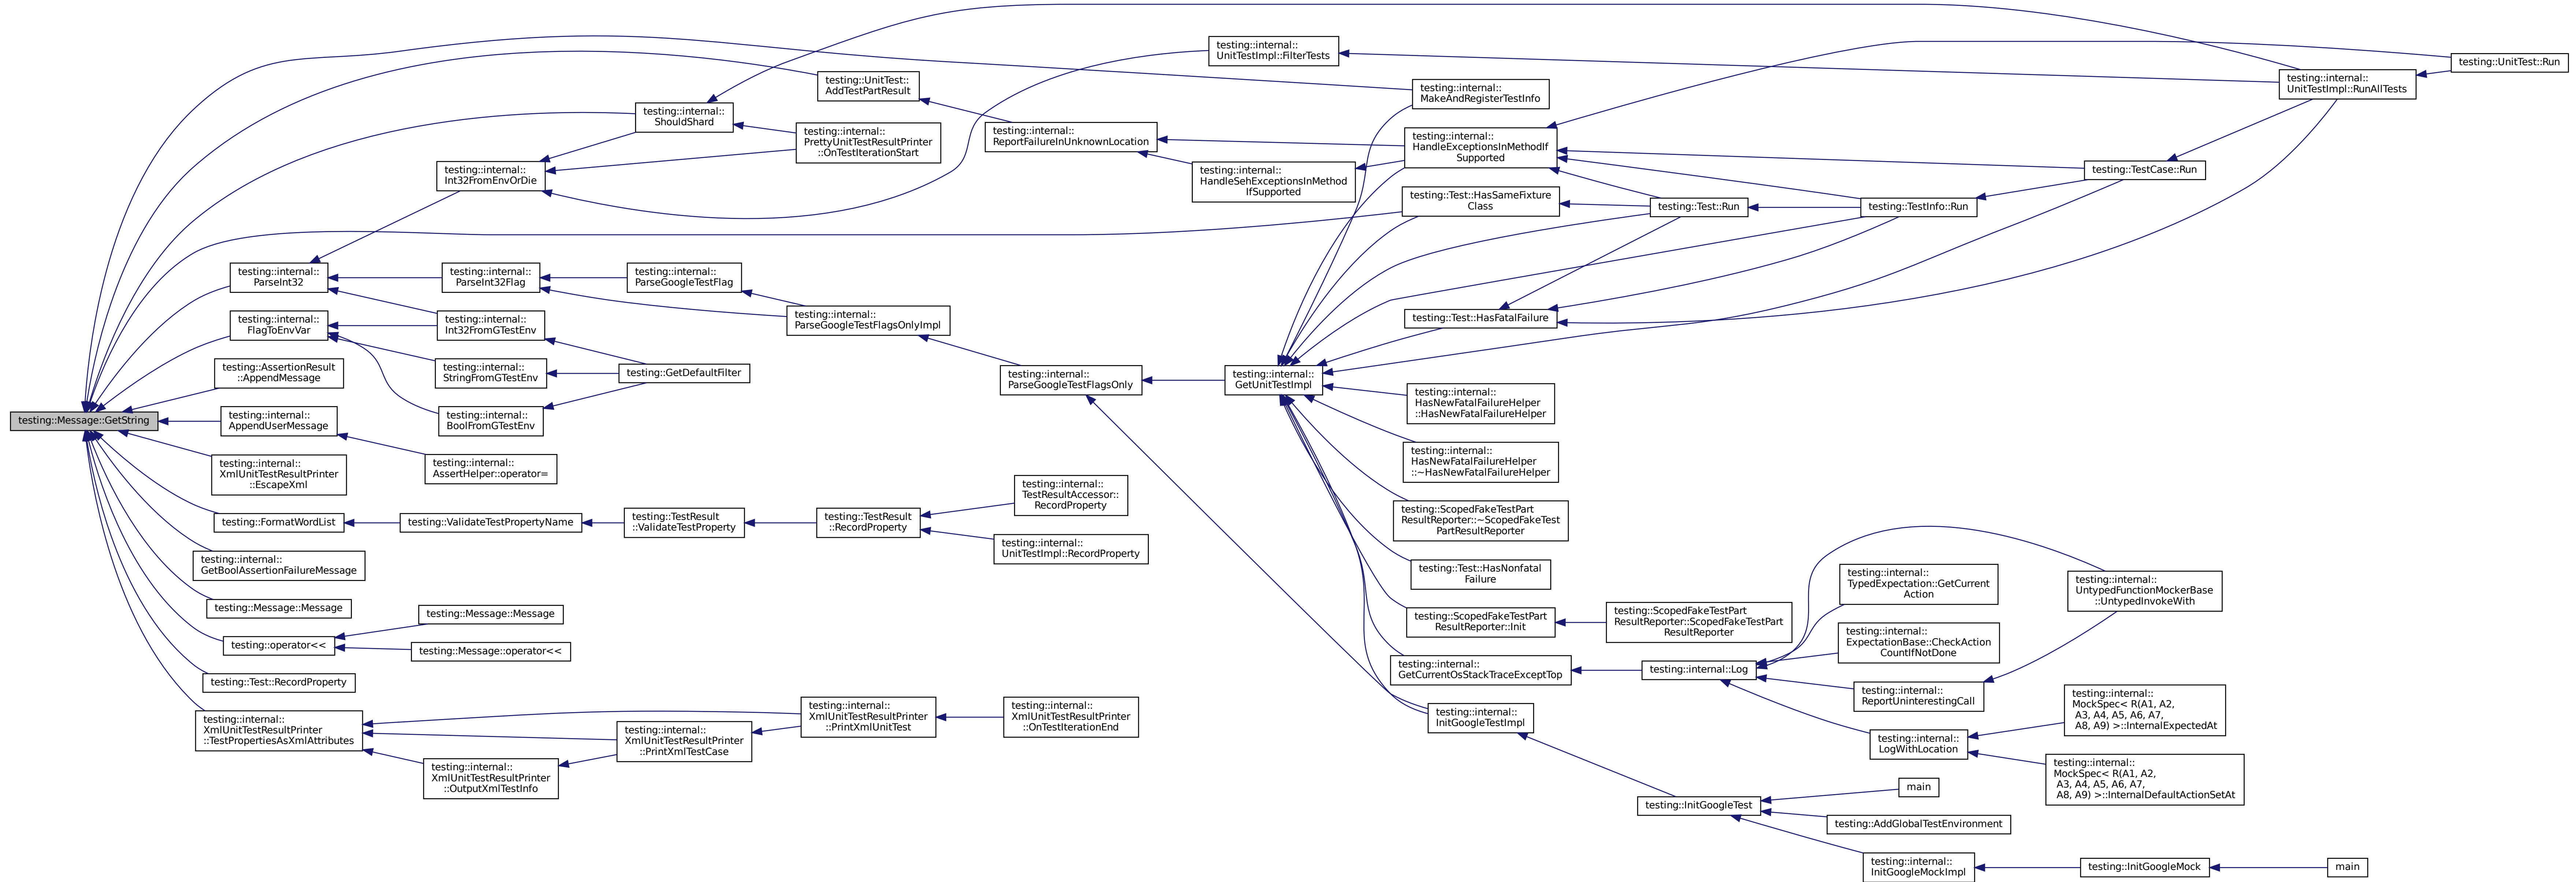 testing::Message::GetString
testing::internal::
ParseInt32
testing::internal::
FlagToEnvVar
testing::AssertionResult
::AppendMessage
testing::internal::
AppendUserMessage
testing::internal::
XmlUnitTestResultPrinter
::EscapeXml
testing::FormatWordList
testing::internal::
GetBoolAssertionFailureMessage
testing::Message::Message
testing::operator<<
testing::Test::RecordProperty
testing::internal::
XmlUnitTestResultPrinter
::TestPropertiesAsXmlAttributes
testing::internal::
Int32FromEnvOrDie
testing::internal::
ParseInt32Flag
testing::internal::
Int32FromGTestEnv
testing::internal::
StringFromGTestEnv
testing::internal::
BoolFromGTestEnv
testing::internal::
AssertHelper::operator=
testing::ValidateTestPropertyName
testing::Message::Message
testing::Message::operator<<
testing::internal::
XmlUnitTestResultPrinter
::OutputXmlTestInfo
testing::internal::
ShouldShard
testing::internal::
ParseGoogleTestFlag
testing::GetDefaultFilter
testing::TestResult
::ValidateTestProperty
testing::internal::
XmlUnitTestResultPrinter
::PrintXmlTestCase
testing::UnitTest::
AddTestPartResult
testing::internal::
PrettyUnitTestResultPrinter
::OnTestIterationStart
testing::internal::
ParseGoogleTestFlagsOnlyImpl
testing::TestResult
::RecordProperty
testing::internal::
XmlUnitTestResultPrinter
::PrintXmlUnitTest
testing::internal::
ReportFailureInUnknownLocation
testing::internal::
ParseGoogleTestFlagsOnly
testing::internal::
TestResultAccessor::
RecordProperty
testing::internal::
UnitTestImpl::RecordProperty
testing::internal::
XmlUnitTestResultPrinter
::OnTestIterationEnd
testing::internal::
UnitTestImpl::FilterTests
testing::internal::
HandleSehExceptionsInMethod
IfSupported
testing::internal::
GetUnitTestImpl
testing::internal::
MakeAndRegisterTestInfo
testing::internal::
HandleExceptionsInMethodIf
Supported
testing::Test::HasSameFixture
Class
testing::Test::HasFatalFailure
testing::internal::
HasNewFatalFailureHelper
::HasNewFatalFailureHelper
testing::internal::
HasNewFatalFailureHelper
::~HasNewFatalFailureHelper
testing::ScopedFakeTestPart
ResultReporter::~ScopedFakeTest
PartResultReporter
testing::Test::HasNonfatal
Failure
testing::ScopedFakeTestPart
ResultReporter::Init
testing::internal::
GetCurrentOsStackTraceExceptTop
testing::internal::
InitGoogleTestImpl
testing::Test::Run
testing::ScopedFakeTestPart
ResultReporter::ScopedFakeTestPart
ResultReporter
testing::internal::Log
testing::InitGoogleTest
testing::TestInfo::Run
testing::internal::
TypedExpectation::GetCurrent
Action
testing::internal::
ExpectationBase::CheckAction
CountIfNotDone
testing::internal::
ReportUninterestingCall
testing::internal::
LogWithLocation
main
testing::AddGlobalTestEnvironment
testing::internal::
InitGoogleMockImpl
testing::TestCase::Run
testing::internal::
UntypedFunctionMockerBase
::UntypedInvokeWith
testing::internal::
MockSpec< R(A1, A2,
A3, A4, A5, A6, A7,
A8, A9) >::InternalExpectedAt
testing::internal::
MockSpec< R(A1, A2,
A3, A4, A5, A6, A7,
A8, A9) >::InternalDefaultActionSetAt
testing::InitGoogleMock
testing::internal::
UnitTestImpl::RunAllTests
main
testing::UnitTest::Run